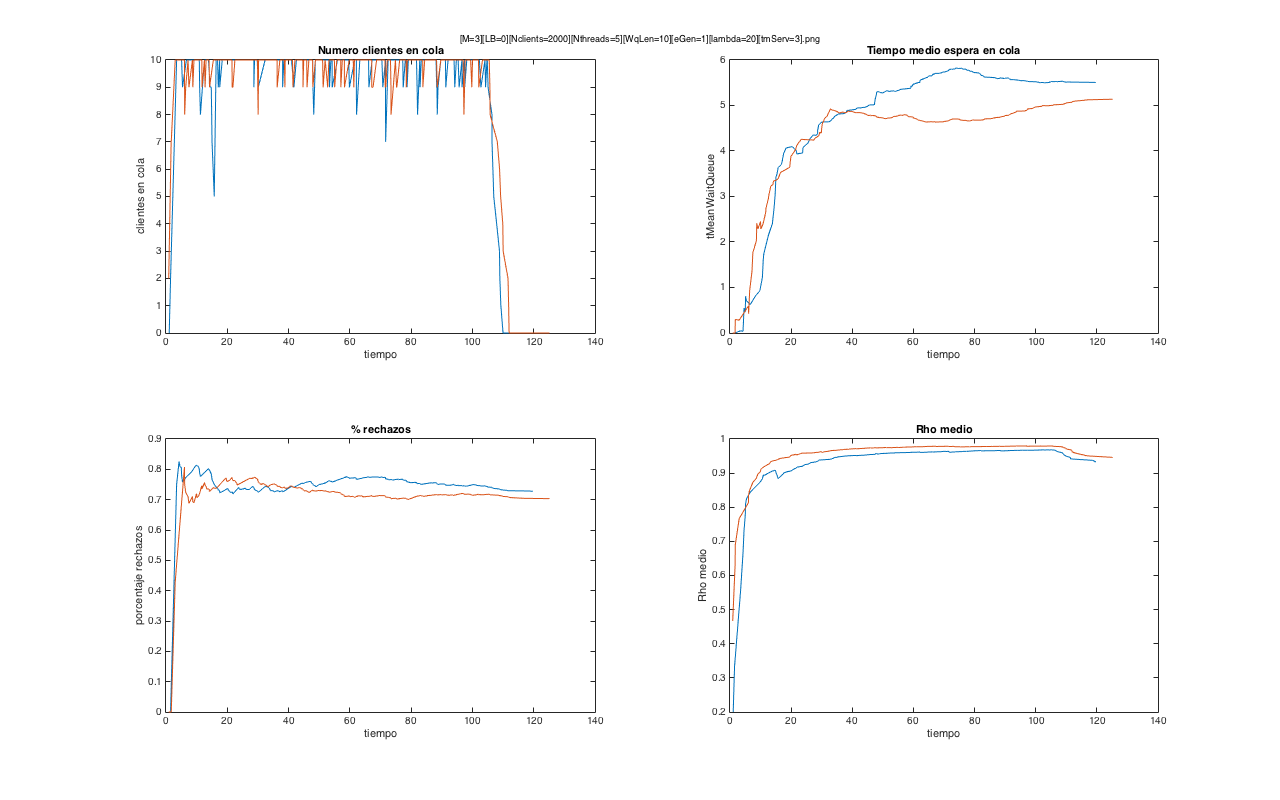 [M=3][LB=0][Nclients=2000][Nthreads=5][WqLen=10][eGen=1][lambda=20][tmServ=3].png
Numero clientes en cola
10
9
8
7
6
5
4
3
2
1
0
clientes en cola
0 20 40 60 80 100 120 140
tiempo
Tiempo medio espera en cola
6
5
4
3
2
1
0
tMeanWaitQueue
0 20 40 60 80 100 120 140
tiempo
% rechazos
0.9
0.8
0.7
0.6
0.5
0.4
0.3
0.2
0.1
0
porcentaje rechazos
0 20 40 60 80 100 120 140
tiempo
Rho medio
1
0.9
0.8
0.7
0.6
0.5
0.4
0.3
0.2
Rho medio
0 20 40 60 80 100 120 140
tiempo